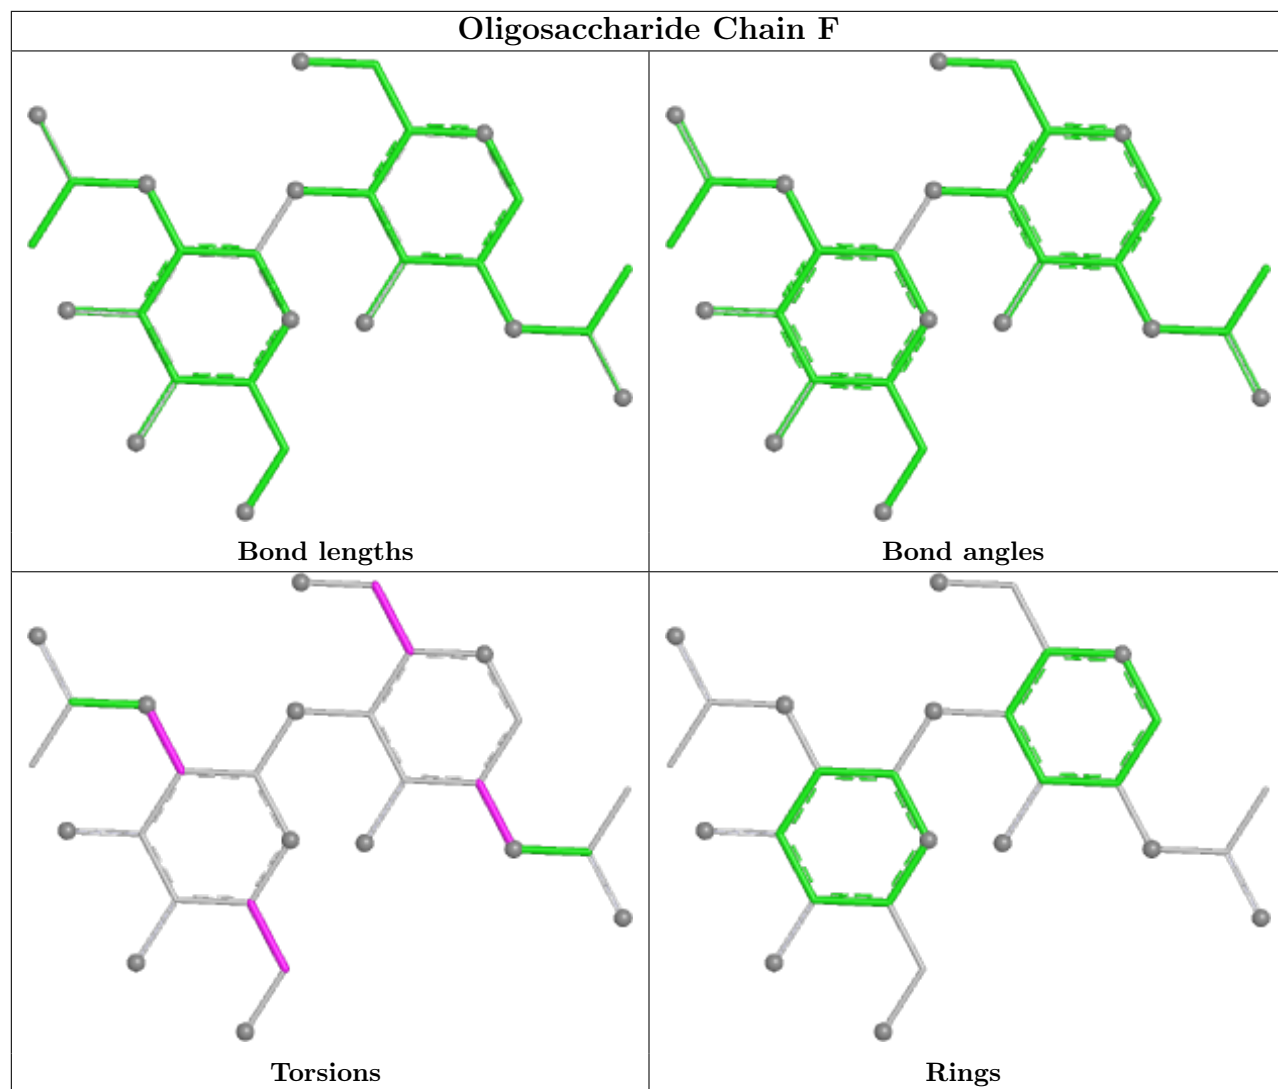 Oligosaccharide Chain F
Bond lengths
Bond angles
Torsions
Rings